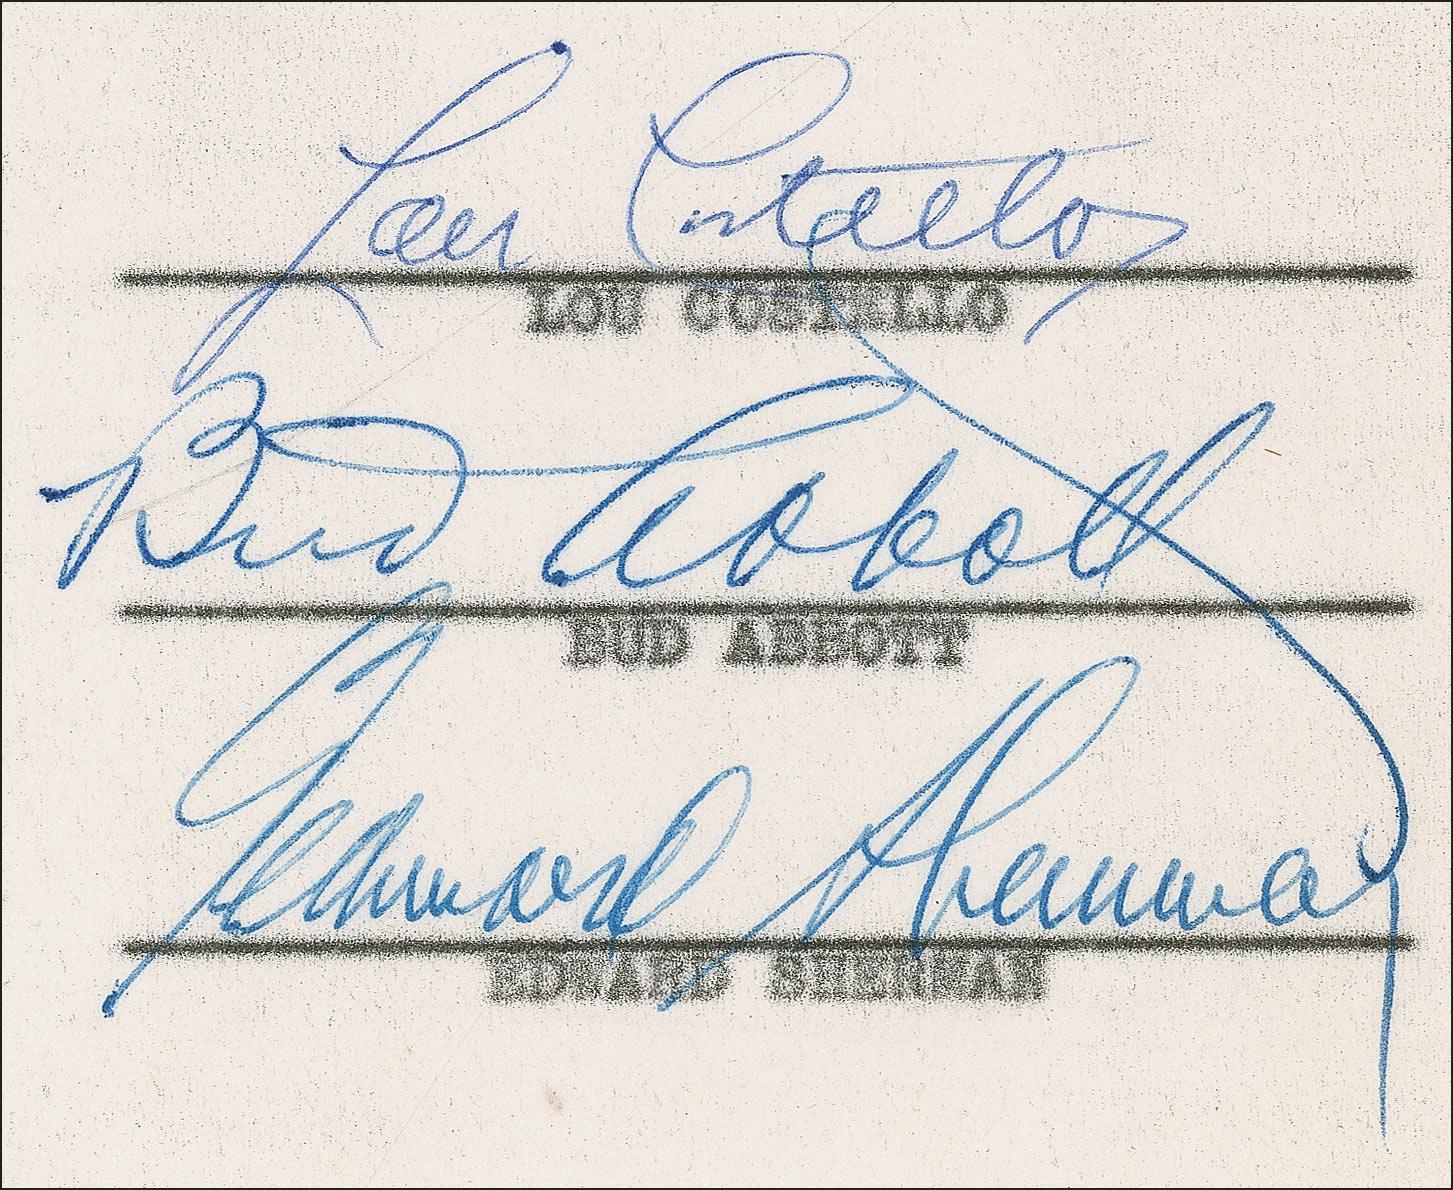 Lou Costello
LOU COSTELLO
Bud Abbott
BUD ABBOTT
Edward Sherman
EDWARD SHERMAN